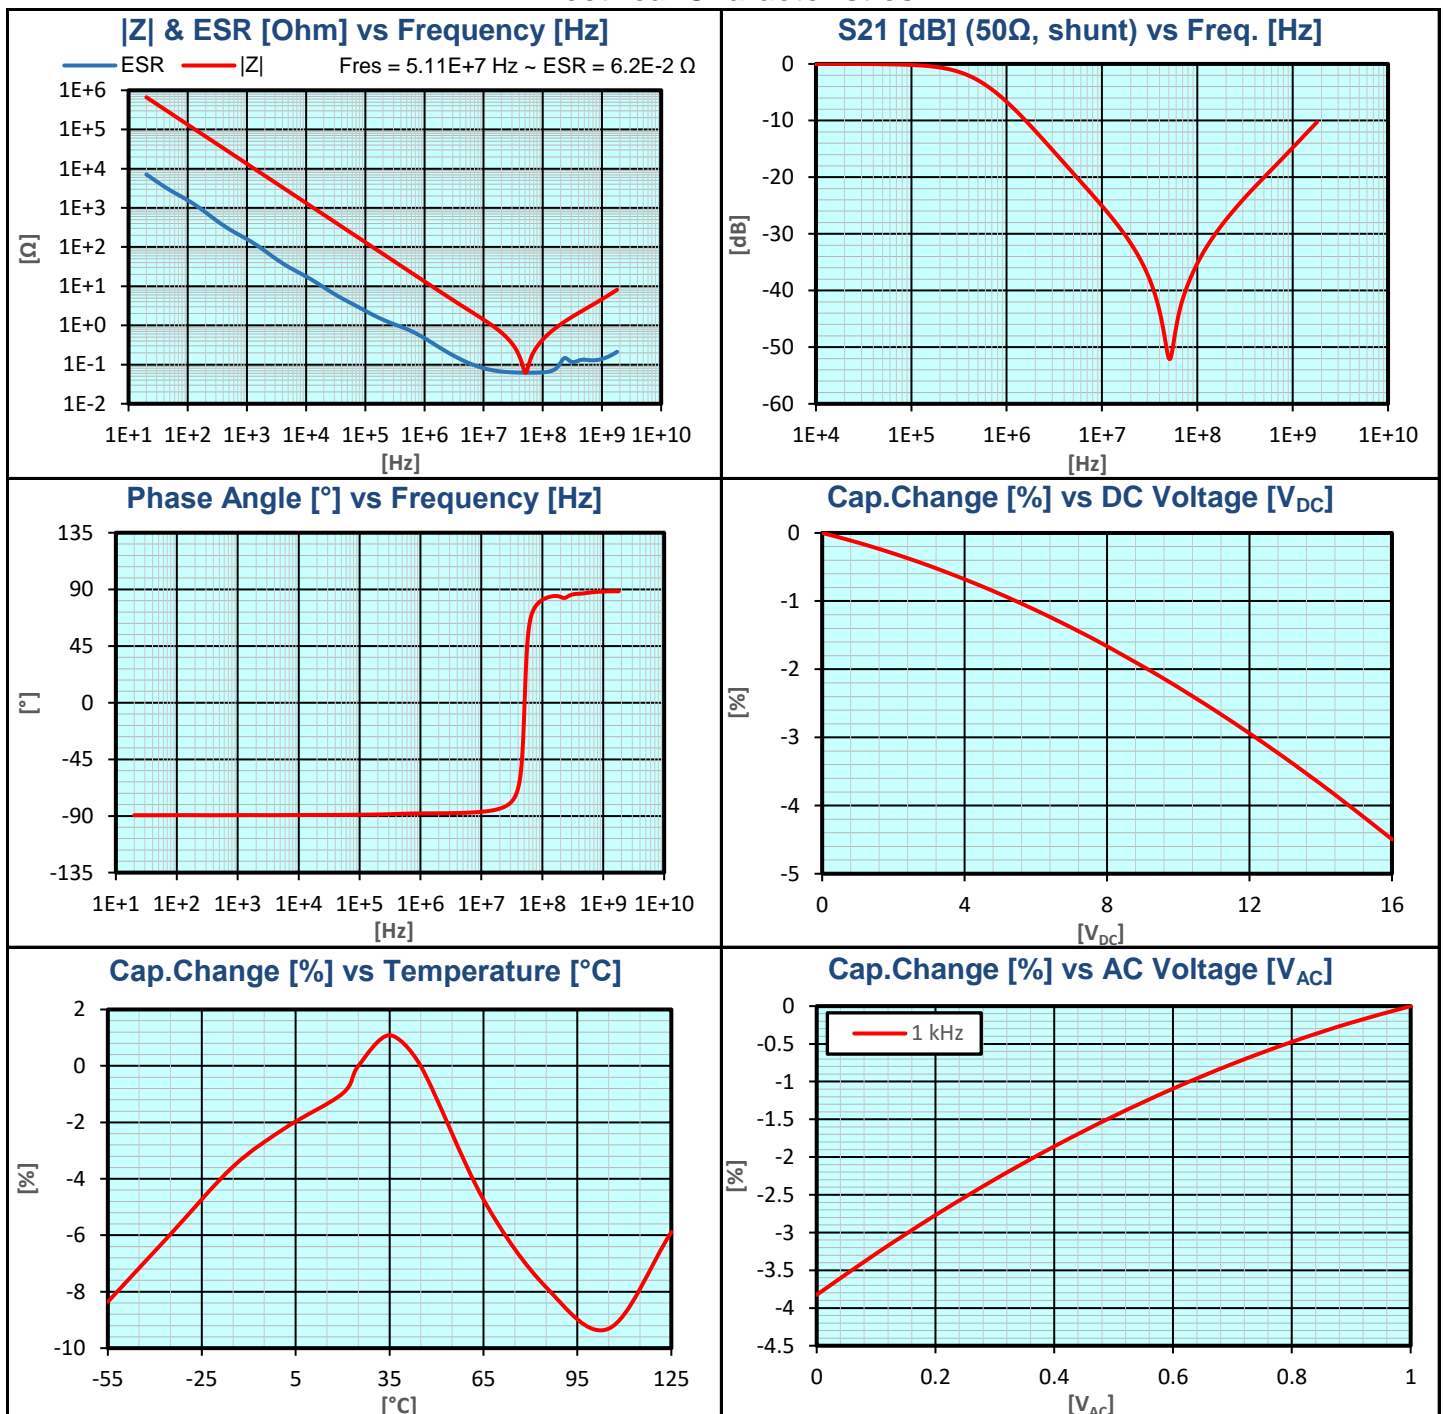 |Z| & ESR [Ohm] vs Frequency [Hz]
ESR |Z| Fres = 5.11E+7 Hz ~ ESR = 6.2E-2 Ω
1E+6
1E+5
1E+4
1E+3
1E+2
1E+1
1E+0
1E-1
1E-2
[Ω]
1E+1 1E+2 1E+3 1E+4 1E+5 1E+6 1E+7 1E+8 1E+9 1E+10
[Hz]
S21 [dB] (50Ω, shunt) vs Freq. [Hz]
0
-10
-20
-30
-40
-50
-60
[dB]
1E+4 1E+5 1E+6 1E+7 1E+8 1E+9 1E+10
[Hz]
Phase Angle [°] vs Frequency [Hz]
135
90
45
0
-45
-90
-135
[°]
1E+1 1E+2 1E+3 1E+4 1E+5 1E+6 1E+7 1E+8 1E+9 1E+10
[Hz]
Cap.Change [%] vs DC Voltage [VDC]
0
-1
-2
-3
-4
-5
[%]
0 4 8 12 16
[VDC]
Cap.Change [%] vs Temperature [°C]
2
0
-2
-4
-6
-8
-10
[%]
-55 -25 5 35 65 95 125
[°C]
Cap.Change [%] vs AC Voltage [VAC]
1 kHz
0
-0.5
-1
-1.5
-2
-2.5
-3
-3.5
-4
-4.5
[%]
0 0.2 0.4 0.6 0.8 1
[VAC]